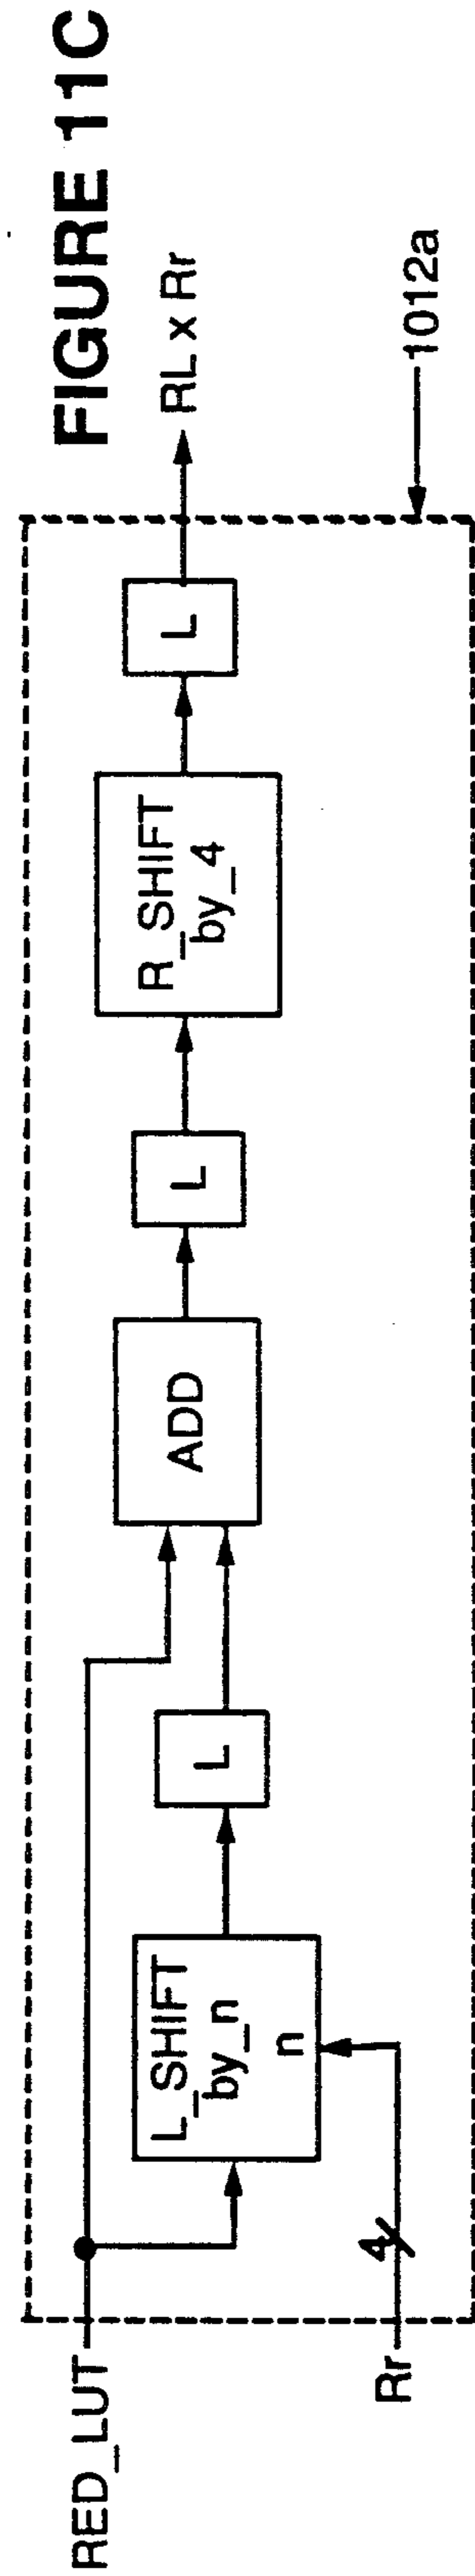 FIGURE 11C
RED_LUT
L_SHIFT
by_n
n
Rr
4
L
ADD
L
R_SHIFT
by_4
L
RL x Rr
1012a